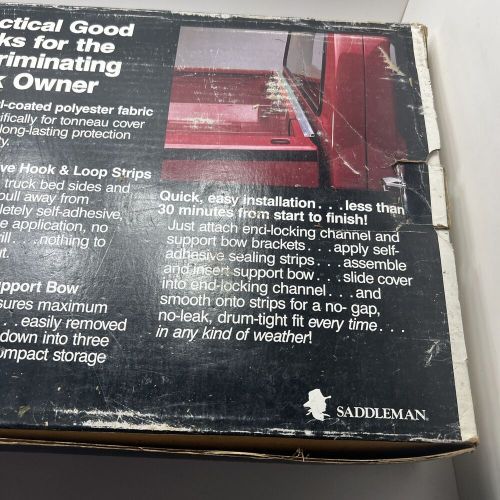 ctical Good
ks for the
riminating
Owner
l-coated polyester fabric
ifically for tonneau cover
long-lasting protection
ty.
ve Hook & Loop Strips
truck bed sides and
pull away from
pletely self-adhesive,
e application, no
ill. . .nothing to
t.
upport Bow
sures maximum
. . .easily removed
down into three
ompact storage
Quick, easy installation. . .less than
30 minutes from start to finish!
Just attach end-locking channel and
support bow brackets. . .apply self-
adhesive sealing strips. . .assemble
and insert support bow. . .slide cover
into end-locking channel. . .and
smooth onto strips for a no- gap,
no-leak, drum-tight fit every time. . .
in any kind of weather!
SADDLEMAN